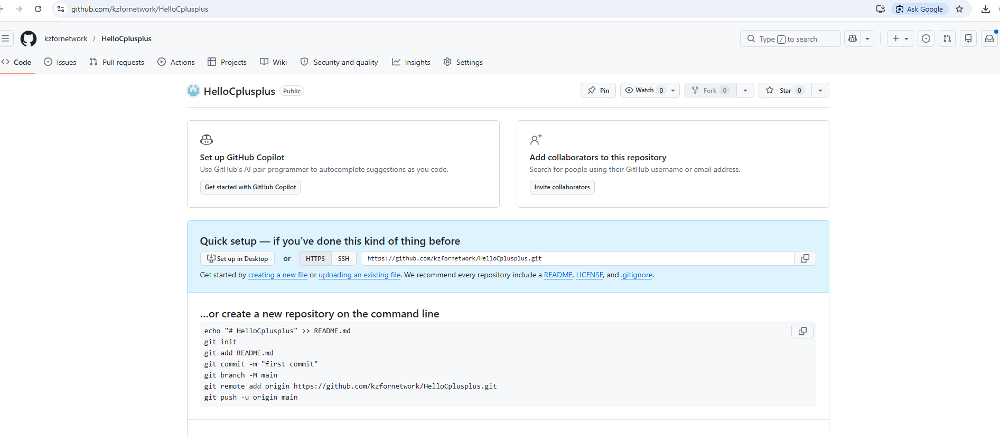 github.com/kzfornetwork/HelloCplusplus
Ask Google
kzfornetwork / HelloCplusplus
Type / to search
Code Issues Pull requests Actions Projects Wiki Security and quality Insights Settings
HelloCplusplus Public
Pin Watch 0 Fork 0 Star 0
Set up GitHub Copilot
Use GitHub's AI pair programmer to autocomplete suggestions as you code.
Get started with GitHub Copilot
Add collaborators to this repository
Search for people using their GitHub username or email address.
Invite collaborators
Quick setup — if you’ve done this kind of thing before
Set up in Desktop or HTTPS SSH https://github.com/kzfornetwork/HelloCplusplus.git
Get started by creating a new file or uploading an existing file. We recommend every repository include a README, LICENSE, and .gitignore.
…or create a new repository on the command line
echo "# HelloCplusplus" >> README.md
git init
git add README.md
git commit -m "first commit"
git branch -M main
git remote add origin https://github.com/kzfornetwork/HelloCplusplus.git
git push -u origin main